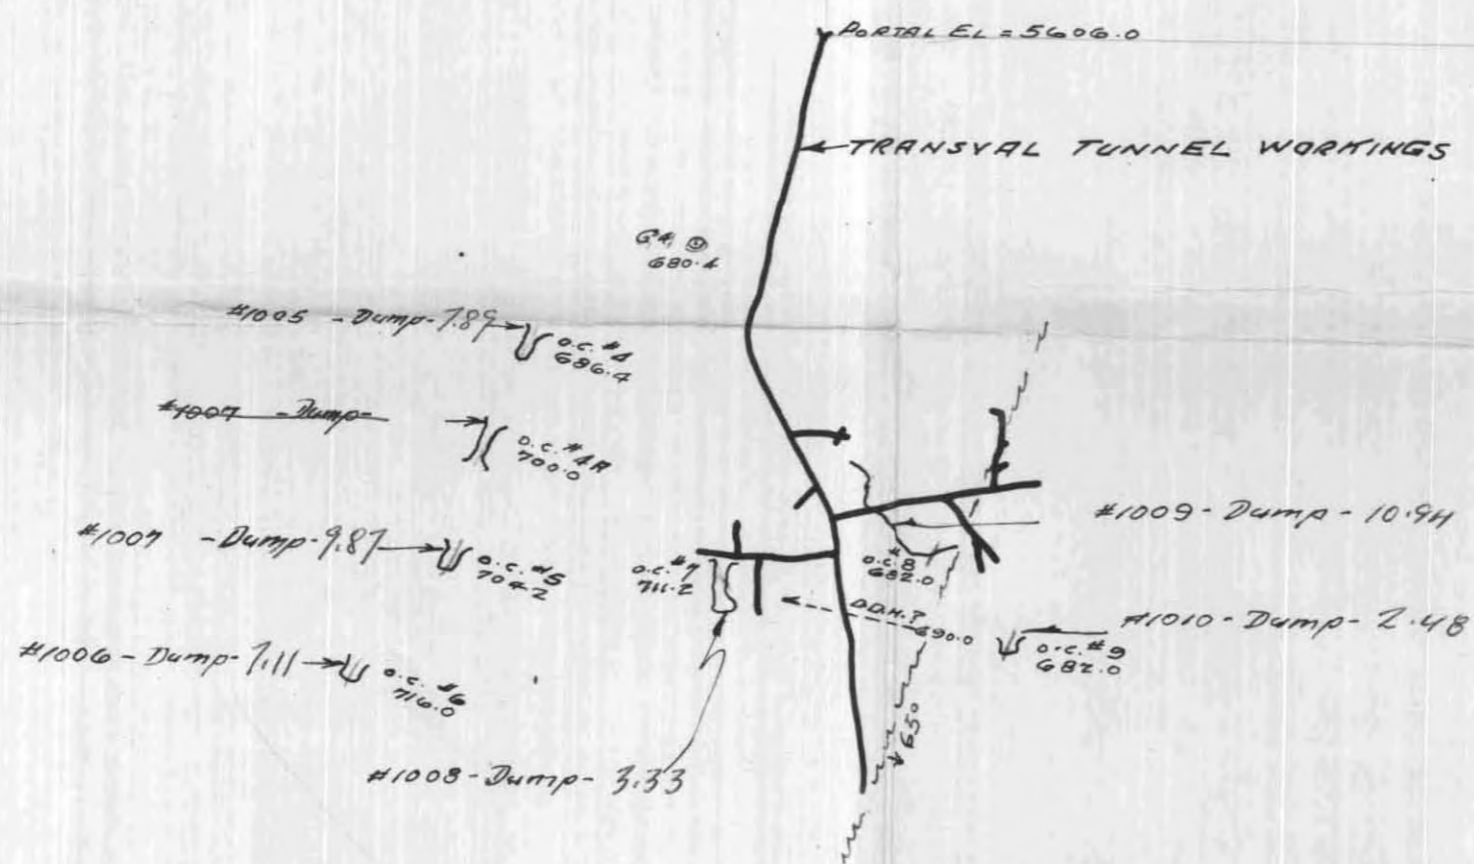 PORTAL EL = 5606.0
TRANSVAL TUNNEL WORKINGS
680.4
#1005 - Dump - 7.89
O.C. #4
686.4
#1007 - Dump -
O.C. #4A
700.0
#1007 - Dump - 9.87
O.C. #5
704.2
#1006 - Dump - 7.11
O.C. #6
716.0
O.C. #7
711.2
#1008 - Dump - 3.33
O.C. #8
682.0
#1009 - Dump - 10.94
D.D.H. ?
690.0
#1010 - Dump - 2.48
O.C. #9
682.0
65°